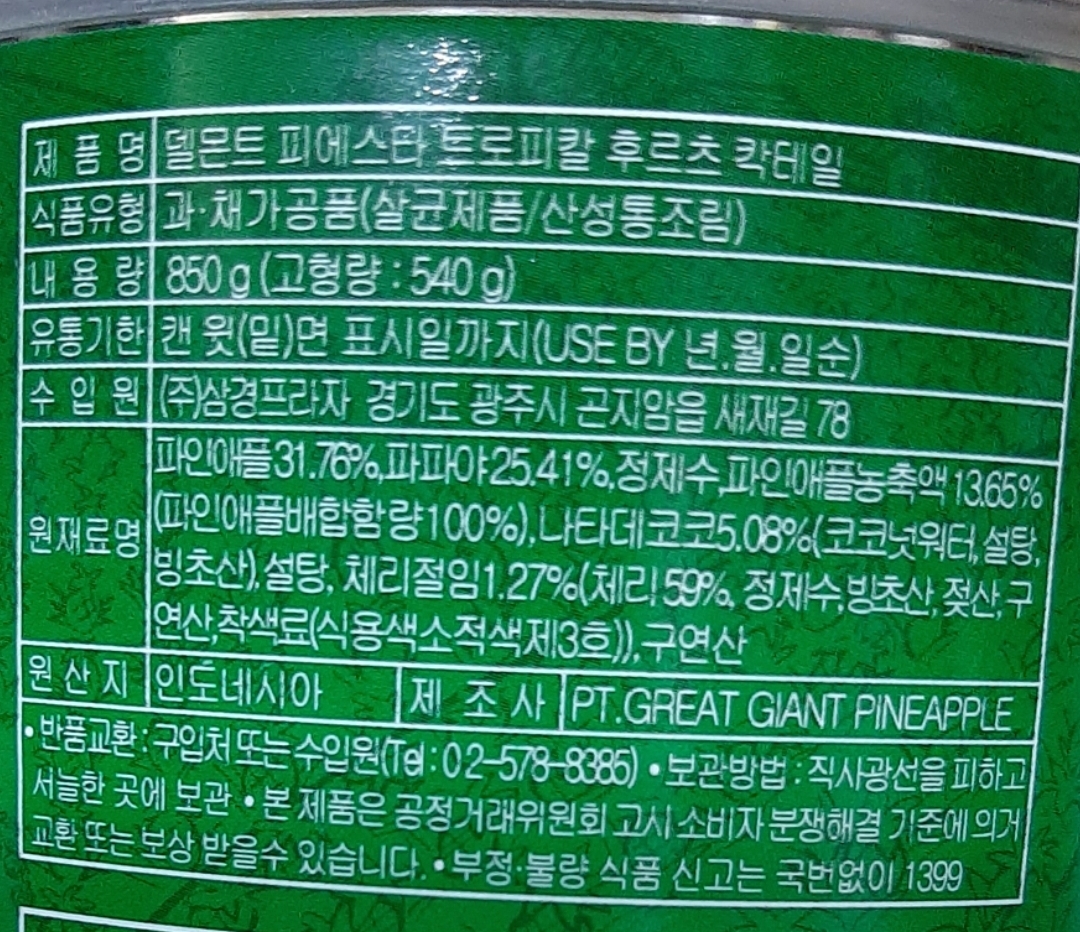 제 품 명 델몬트 피에스타 트로피칼 후르츠 칵테일
식품유형 과·채가공품(살균제품/산성통조림)
내 용 량 850 g (고형량 : 540 g)
유통기한 캔 윗(밑)면 표시일까지(USE BY 년.월.일순)
수 입 원 (주)삼경프라자 경기도 광주시 곤지암읍 새재길 78
원재료명 파인애플31.76%,파파야25.41%,정제수,파인애플농축액13.65%
(파인애플배합함량100%),나타데코코5.08%(코코넛워터,설탕,
빙초산),설탕, 체리절임1.27%(체리59%, 정제수,빙초산,젖산,구
연산,착색료(식용색소적색제3호)),구연산
원 산 지 인도네시아 제 조 사 PT.GREAT GIANT PINEAPPLE
•반품교환:구입처 또는 수입원(Tel:02-578-8385) •보관방법 : 직사광선을 피하고
서늘한 곳에 보관 •본 제품은 공정거래위원회 고시 소비자 분쟁해결 기준에 의거
교환 또는 보상 받을수 있습니다. •부정·불량 식품 신고는 국번없이 1399